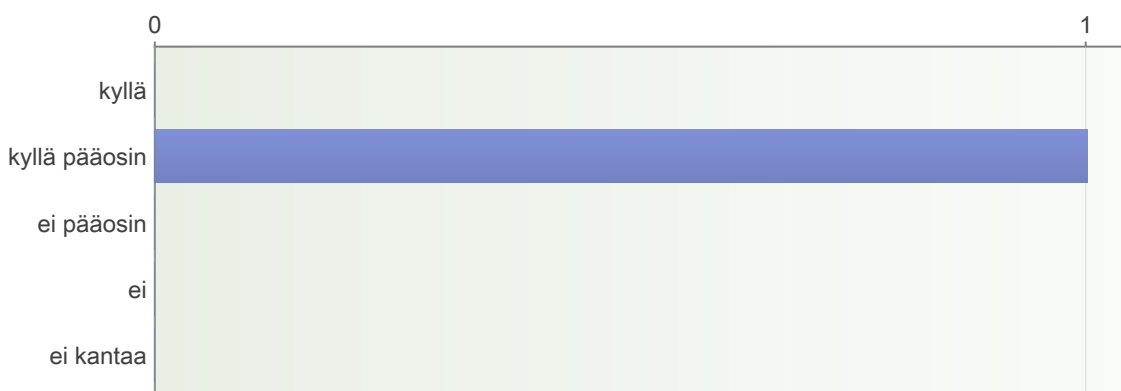 0 1
kyllä
kyllä pääosin
ei pääosin
ei
ei kantaa